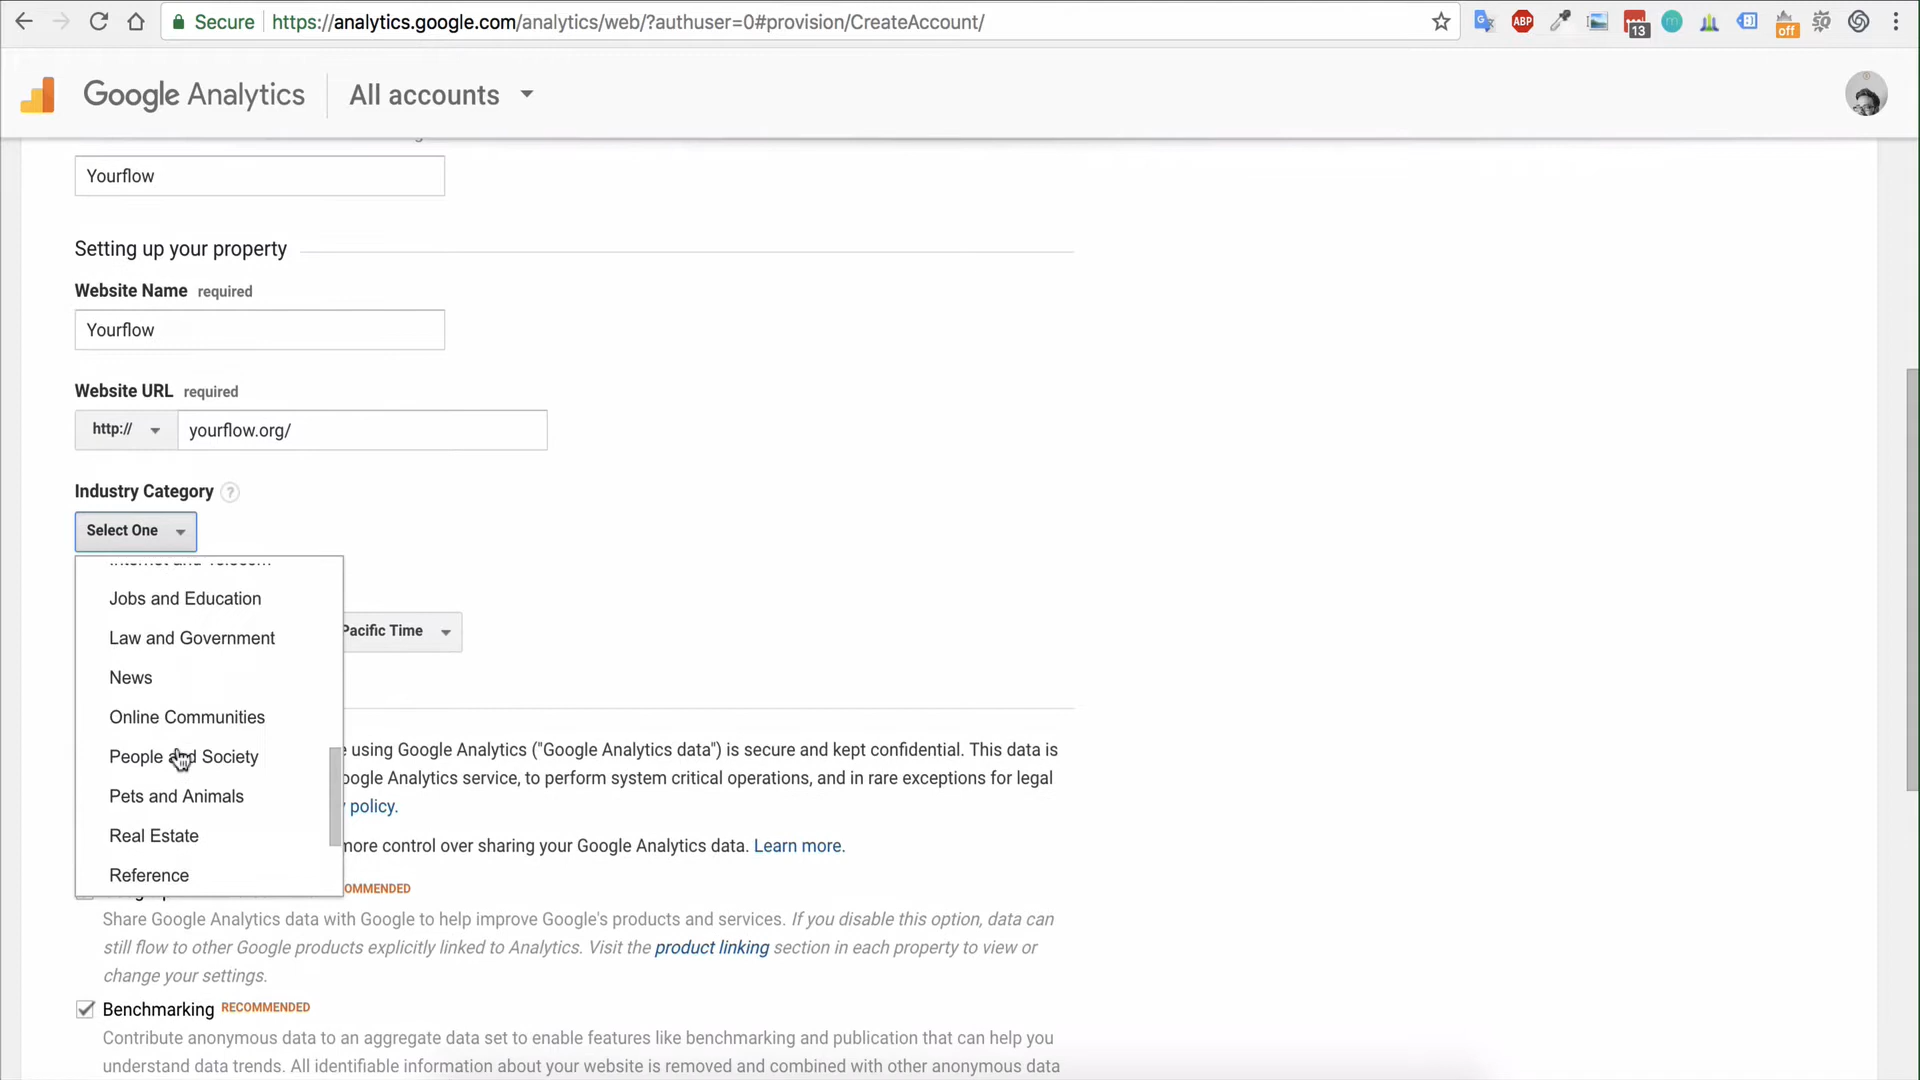 Secure https://analytics.google.com/analytics/web/?authuser=0#provision/CreateAccount/
ABP 13 m off
Google Analytics All accounts
Yourflow
Setting up your property
Website Name required
Yourflow
Website URL required
http:// yourflow.org/
Industry Category ?
Select One
Internet and Telecom
Jobs and Education
Law and Government
Pacific Time
News
Online Communities
People and Society
using Google Analytics ("Google Analytics data") is secure and kept confidential. This data is
Google Analytics service, to perform system critical operations, and in rare exceptions for legal
Pets and Animals
policy.
Real Estate
more control over sharing your Google Analytics data. Learn more.
Reference
OMMENDED
Share Google Analytics data with Google to help improve Google's products and services. If you disable this option, data can
still flow to other Google products explicitly linked to Analytics. Visit the product linking section in each property to view or
change your settings.
Benchmarking RECOMMENDED
Contribute anonymous data to an aggregate data set to enable features like benchmarking and publication that can help you
understand data trends. All identifiable information about your website is removed and combined with other anonymous data